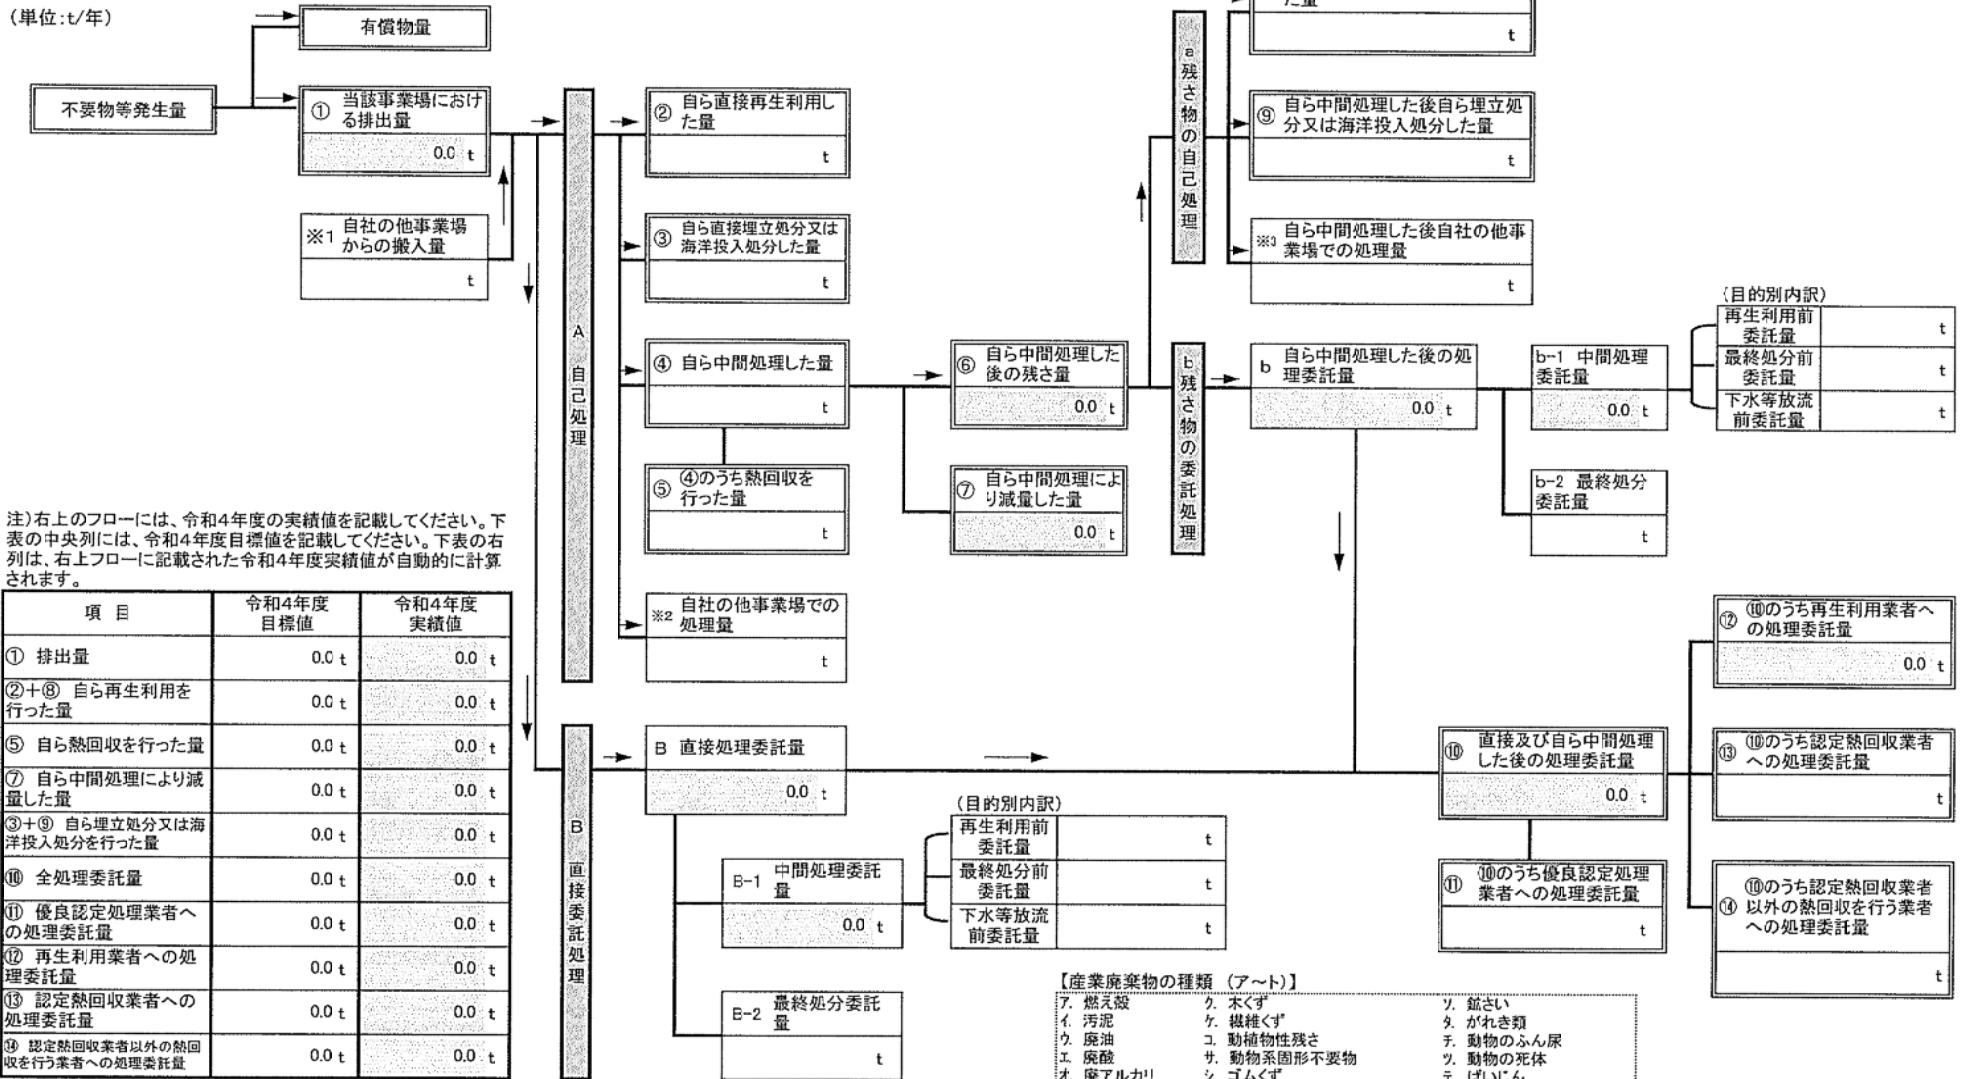 (単位:t/年)
有償物量
不要物等発生量
① 当該事業場におけ
る排出量
0.0 t
※1 自社の他事業場
からの搬入量
t
A 自己処理
② 自ら直接再生利用し
た量
t
③ 自ら直接埋立処分又は
海洋投入処分した量
t
④ 自ら中間処理した量
t
⑤ ④のうち熱回収を
行った量
t
※2 自社の他事業場での
処理量
t
⑥ 自ら中間処理した
後の残さ量
0.0 t
⑦ 自ら中間処理によ
り減量した量
0.0 t
a 残さ物の自己処理
た量
t
⑨ 自ら中間処理した後自ら埋立処
分又は海洋投入処分した量
t
※3 自ら中間処理した後自社の他事
業場での処理量
t
b 残さ物の委託処理
b 自ら中間処理した後の処
理委託量
0.0 t
b-1 中間処理
委託量
0.0 t
(目的別内訳)
再生利用前
委託量 t
最終処分前
委託量 t
下水等放流
前委託量 t
b-2 最終処分
委託量
t
注)右上のフローには、令和4年度の実績値を記載してください。下
表の中央列には、令和4年度目標値を記載してください。下表の右
列は、右上フローに記載された令和4年度実績値が自動的に計算
されます。
項 目 令和4年度 令和4年度
目標値 実績値
① 排出量 0.0 t 0.0 t
②+⑧ 自ら再生利用を
行った量 0.0 t 0.0 t
⑤ 自ら熱回収を行った量 0.0 t 0.0 t
⑦ 自ら中間処理により減
量した量 0.0 t 0.0 t
③+⑨ 自ら埋立処分又は海
洋投入処分を行った量 0.0 t 0.0 t
⑩ 全処理委託量 0.0 t 0.0 t
⑪ 優良認定処理業者へ
の処理委託量 0.0 t 0.0 t
⑫ 再生利用業者への処
理委託量 0.0 t 0.0 t
⑬ 認定熱回収業者への
処理委託量 0.0 t 0.0 t
⑭ 認定熱回収業者以外の熱回
収を行う業者への処理委託量 0.0 t 0.0 t
B 直接委託処理
B 直接処理委託量
0.0 t
B-1 中間処理委託
量
0.0 t
(目的別内訳)
再生利用前
委託量 t
最終処分前
委託量 t
下水等放流
前委託量 t
B-2 最終処分委託
量
t
⑩ 直接及び自ら中間処理
した後の処理委託量
0.0 t
⑪ ⑩のうち優良認定処理
業者への処理委託量
t
⑫ ⑩のうち再生利用業者へ
の処理委託量
0.0 t
⑬ ⑩のうち認定熱回収業者
への処理委託量
t
⑩のうち認定熱回収業者
⑭ 以外の熱回収を行う業者
への処理委託量
t
【産業廃棄物の種類 (ア～ト)】
ア. 燃え殻 ク. 木くず ソ. 鉱さい
イ. 汚泥 ケ. 繊維くず タ. がれき類
ウ. 廃油 コ. 動植物性残さ チ. 動物のふん尿
エ. 廃酸 サ. 動物系固形不要物 ツ. 動物の死体
オ. 廃アルカリ シ. ゴムくず テ. ばいじん